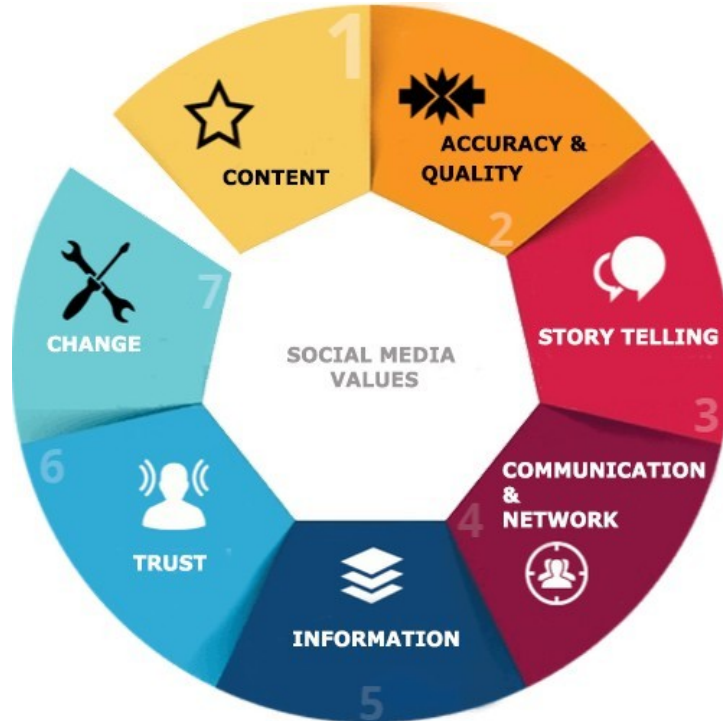 1
CONTENT
ACCURACY &
QUALITY
2
STORY TELLING
3
COMMUNICATION
&
NETWORK
4
INFORMATION
5
TRUST
6
CHANGE
7
SOCIAL MEDIA
VALUES